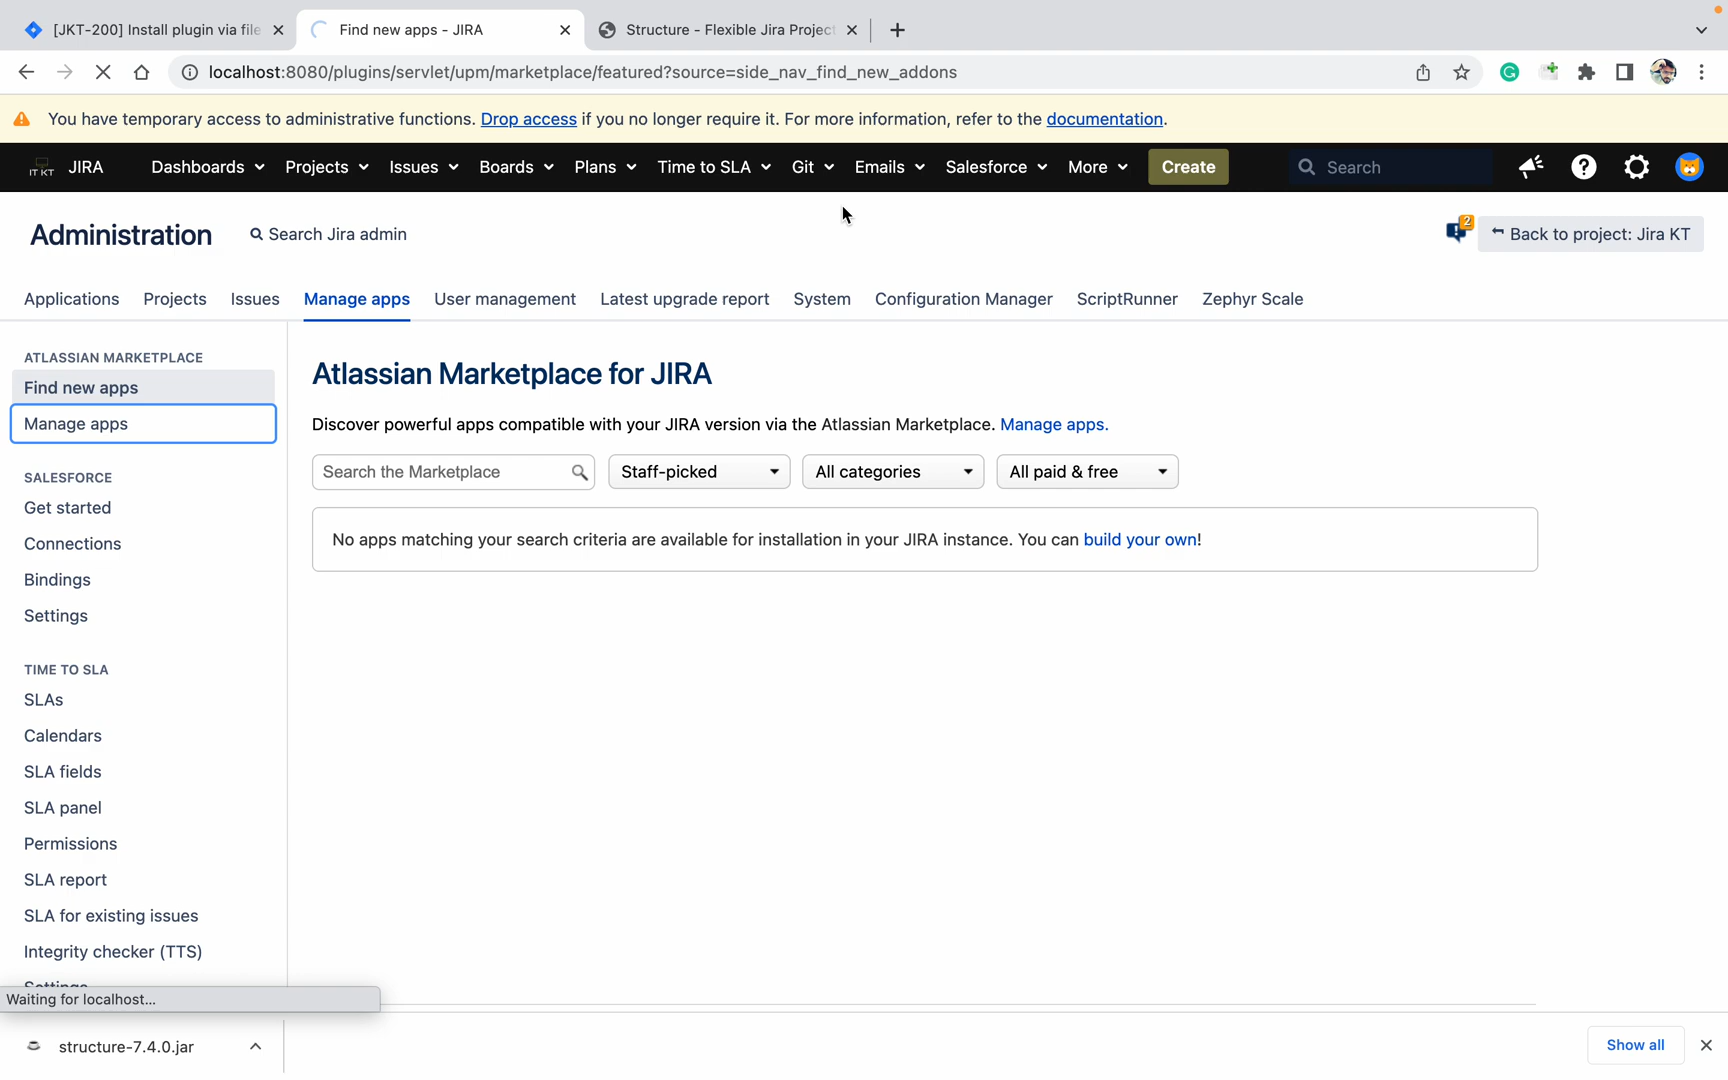 [JKT-200] Install plugin via file
Find new apps - JIRA
Structure - Flexible Jira Project
localhost:8080/plugins/servlet/upm/marketplace/featured?source=side_nav_find_new_addons
You have temporary access to administrative functions. Drop access if you no longer require it. For more information, refer to the documentation.
IT KT JIRA Dashboards Projects Issues Boards Plans Time to SLA Git Emails Salesforce More Create Search
Administration Search Jira admin 2 Back to project: Jira KT
Applications Projects Issues Manage apps User management Latest upgrade report System Configuration Manager ScriptRunner Zephyr Scale
ATLASSIAN MARKETPLACE
Find new apps
Manage apps
SALESFORCE
Get started
Connections
Bindings
Settings
TIME TO SLA
SLAs
Calendars
SLA fields
SLA panel
Permissions
SLA report
SLA for existing issues
Integrity checker (TTS)
Settings
Atlassian Marketplace for JIRA
Discover powerful apps compatible with your JIRA version via the Atlassian Marketplace. Manage apps.
Search the Marketplace Staff-picked All categories All paid & free
No apps matching your search criteria are available for installation in your JIRA instance. You can build your own!
Waiting for localhost...
structure-7.4.0.jar
Show all